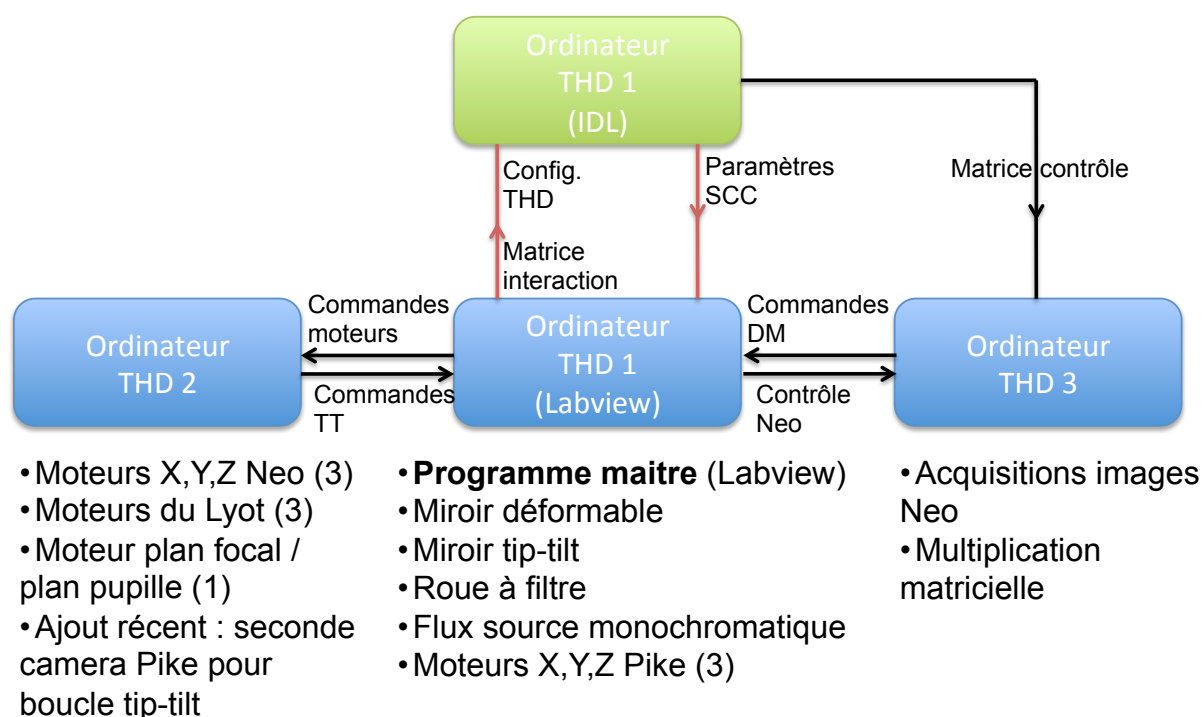 Ordinateur
THD 1
(IDL)
Config.
THD
Paramètres
SCC
Matrice contrôle
Matrice
interaction
Commandes
moteurs
Commandes
DM
Ordinateur
THD 2
Ordinateur
THD 1
(Labview)
Ordinateur
THD 3
Commandes
TT
Contrôle
Neo
•Moteurs X,Y,Z Neo (3)
•Moteurs du Lyot (3)
•Moteur plan focal /
plan pupille (1)
•Ajout récent : seconde
camera Pike pour
boucle tip-tilt
•Programme maitre (Labview)
•Miroir déformable
•Miroir tip-tilt
•Roue à filtre
•Flux source monochromatique
•Moteurs X,Y,Z Pike (3)
•Acquisitions images
Neo
•Multiplication
matricielle